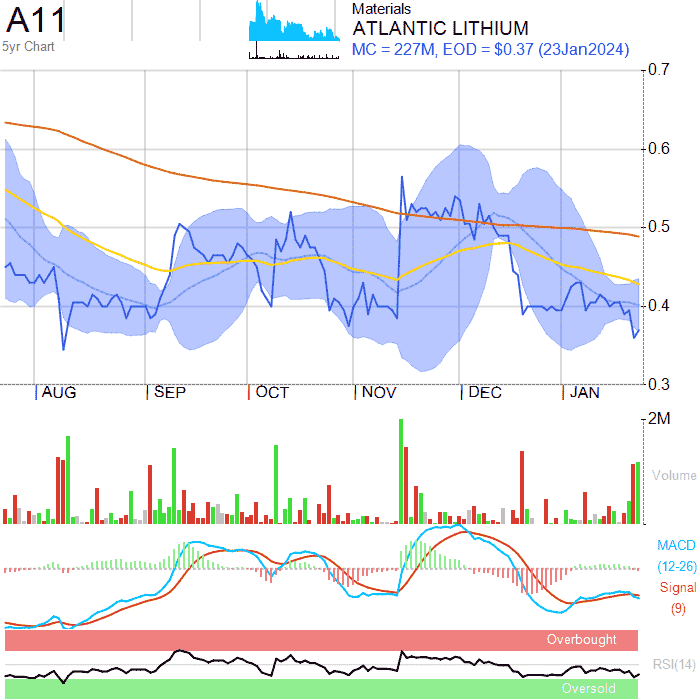 A11
5yr Chart
Materials
ATLANTIC LITHIUM
MC = 227M, EOD = $0.37 (23Jan2024)
0.7
0.6
0.5
0.4
0.3
AUG SEP OCT NOV DEC JAN
2M
Volume
MACD
(12-26)
Signal
(9)
Overbought
RSI(14)
Oversold